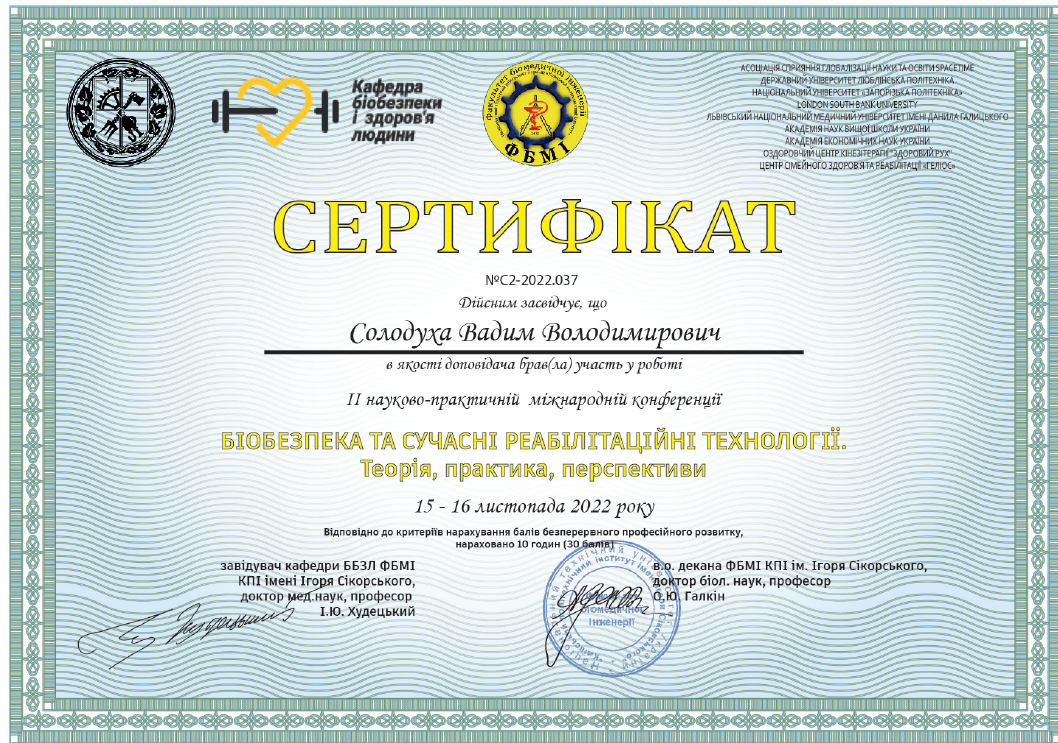 Кафедра
біобезпеки
і здоров'я
людини
Факультет біомедичної інженерії
ФБМІ
АСОЦІАЦІЯ СПРИЯННЯ ГЛОБАЛІЗАЦІЇ НАУКИ ТА ОСВІТИ SPACETIME
ДЕРЖАВНИЙ УНІВЕРСИТЕТ ЛЮБЛІНСЬКА ПОЛІТЕХНІКА
НАЦІОНАЛЬНИЙ УНІВЕРСИТЕТ «ЗАПОРІЗЬКА ПОЛІТЕХНІКА»
LONDON SOUTH BANK UNIVERSITY
ЛЬВІВСЬКИЙ НАЦІОНАЛЬНИЙ МЕДИЧНИЙ УНІВЕРСИТЕТ ІМЕНІ ДАНИЛА ГАЛИЦЬКОГО
АКАДЕМІЯ НАУК ВИЩОЇ ШКОЛИ УКРАЇНИ
АКАДЕМІЯ ЕКОНОМІЧНИХ НАУК УКРАЇНИ
ОЗДОРОВЧИЙ ЦЕНТР КІНЕЗІТЕРАПІЇ "ЗДОРОВИЙ РУХ"
ЦЕНТР СІМЕЙНОГО ЗДОРОВ'Я ТА РЕАБІЛІТАЦІЇ «ГЕЛІОС»
СЕРТИФІКАТ
№С2-2022.037
Дійсним засвідчує, що
Солодуха Вадим Володимирович
в якості доповідача брав(ла) участь у роботі
ІІ науково-практичній міжнародній конференції
БІОБЕЗПЕКА ТА СУЧАСНІ РЕАБІЛІТАЦІЙНІ ТЕХНОЛОГІЇ.
Теорія, практика, перспективи
15 - 16 листопада 2022 року
Відповідно до критеріїв нарахування балів безперервного професійного розвитку,
нараховано 10 годин (30 балів)
завідувач кафедри ББЗЛ ФБМІ
КПІ імені Ігоря Сікорського,
доктор мед.наук, професор
І.Ю. Худецький
в.о. декана ФБМІ КПІ ім. Ігоря Сікорського,
доктор біол. наук, професор
О.Ю. Галкін
біомедичної
інженерії